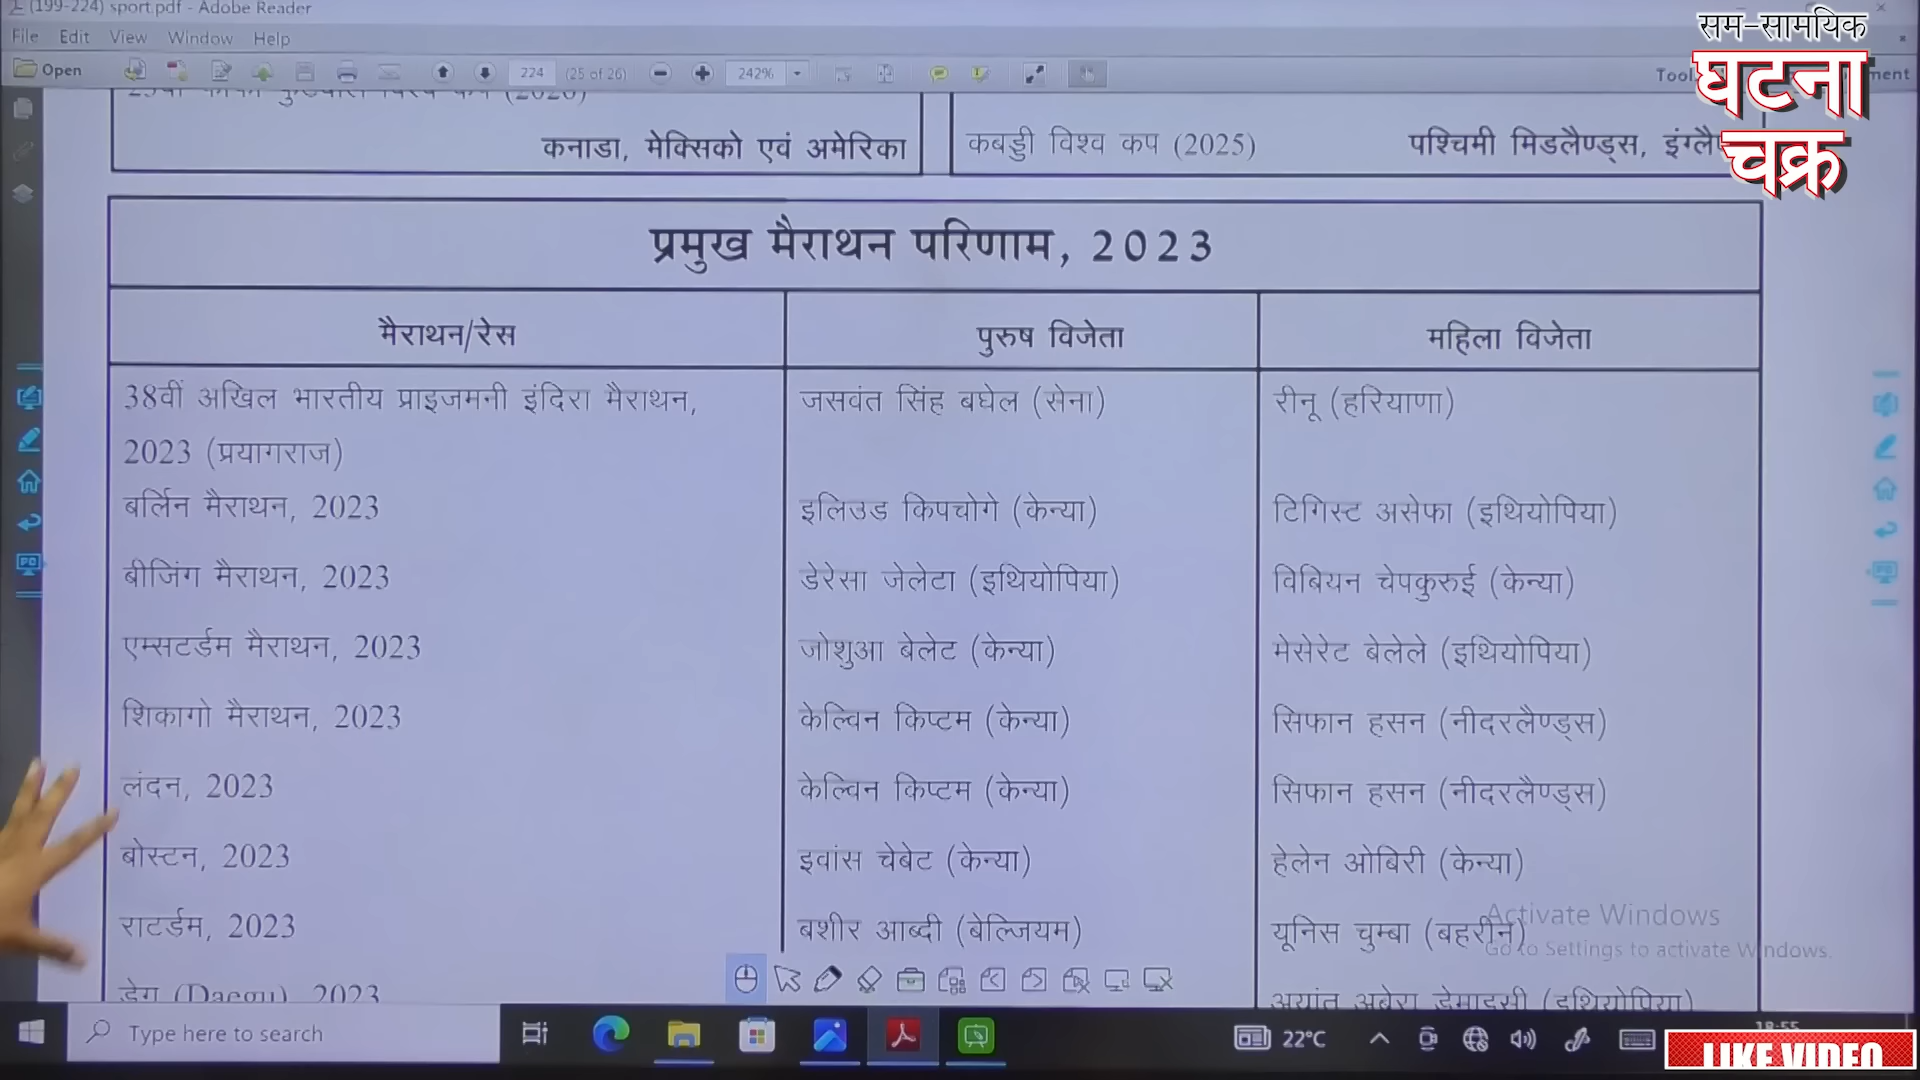 (199-224) sport.pdf - Adobe Reader
File Edit View Window Help
Open 224 (25 of 26) 242%
सम-सामयिक
घटना
चक्र
कनाडा, मेक्सिको एवं अमेरिका
कबड्डी विश्व कप (2025) पश्चिमी मिडलैण्ड्स,
प्रमुख मैराथन परिणाम, 2023
मैराथन/रेस पुरुष विजेता महिला विजेता
38वीं अखिल भारतीय प्राइजमनी इंदिरा मैराथन, जसवंत सिंह बघेल (सेना) रीनू (हरियाणा)
2023 (प्रयागराज)
बर्लिन मैराथन, 2023 इलिउड किपचोगे (केन्या) टिगिस्ट असेफा (इथियोपिया)
बीजिंग मैराथन, 2023 डेरेसा जेलेटा (इथियोपिया) विबियन चेपकुरुई (केन्या)
एम्सटर्डम मैराथन, 2023 जोशुआ बेलेट (केन्या) मेसेरेट बेलेले (इथियोपिया)
शिकागो मैराथन, 2023 केल्विन किप्टम (केन्या) सिफान हसन (नीदरलैण्ड्स)
लंदन, 2023 केल्विन किप्टम (केन्या) सिफान हसन (नीदरलैण्ड्स)
बोस्टन, 2023 इवांस चेबेट (केन्या) हेलेन ओबिरी (केन्या)
राटर्डम, 2023 बशीर आब्दी (बेल्जियम) यूनिस चुम्बा (बहरीन)
Activate Windows
Go to Settings to activate Windows.
डेगू (Daegu), 2023
Type here to search
22°C
18:55
LIKE VIDEO